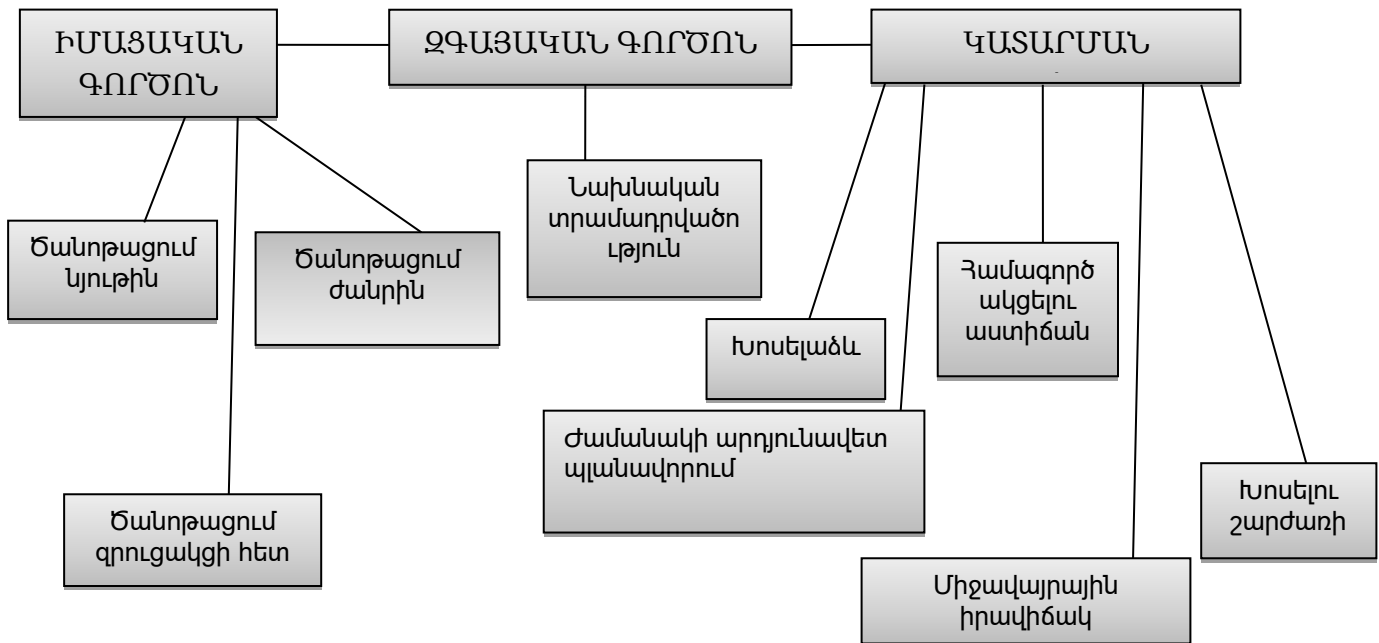 ԻՄԱՑԱԿԱՆ
ԳՈՐԾՈՆ
ԶԳԱՅԱԿԱՆ ԳՈՐԾՈՆ
ԿԱՏԱՐՄԱՆ
Ծանոթացում
նյութին
Ծանոթացում
ժանրին
Ծանոթացում
զրուցակցի հետ
Նախնական
տրամադրվածո
ւթյուն
Խոսելաձև
Ժամանակի արդյունավետ
պլանավորում
Համագործ
ակցելու
աստիճան
Միջավայրային
իրավիճակ
Խոսելու
շարժառի